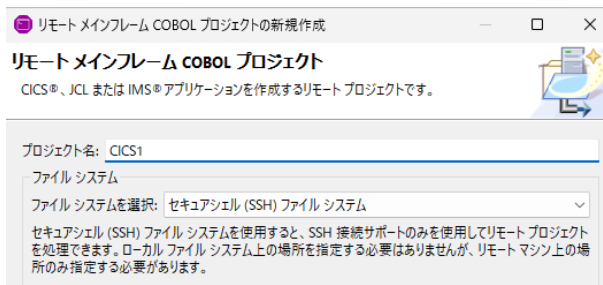 リモート メインフレーム COBOL プロジェクトの新規作成
リモート メインフレーム COBOL プロジェクト
CICS®、JCL または IMS® アプリケーションを作成するリモート プロジェクトです。
プロジェクト名: CICS1
ファイル システム
ファイル システムを選択: セキュアシェル (SSH) ファイル システム
セキュアシェル (SSH) ファイル システムを使用すると、SSH 接続サポートのみを使用してリモート プロジェクト
を処理できます。ローカル ファイル システム上の場所を指定する必要はありませんが、リモート マシン上の場
所のみ指定する必要があります。